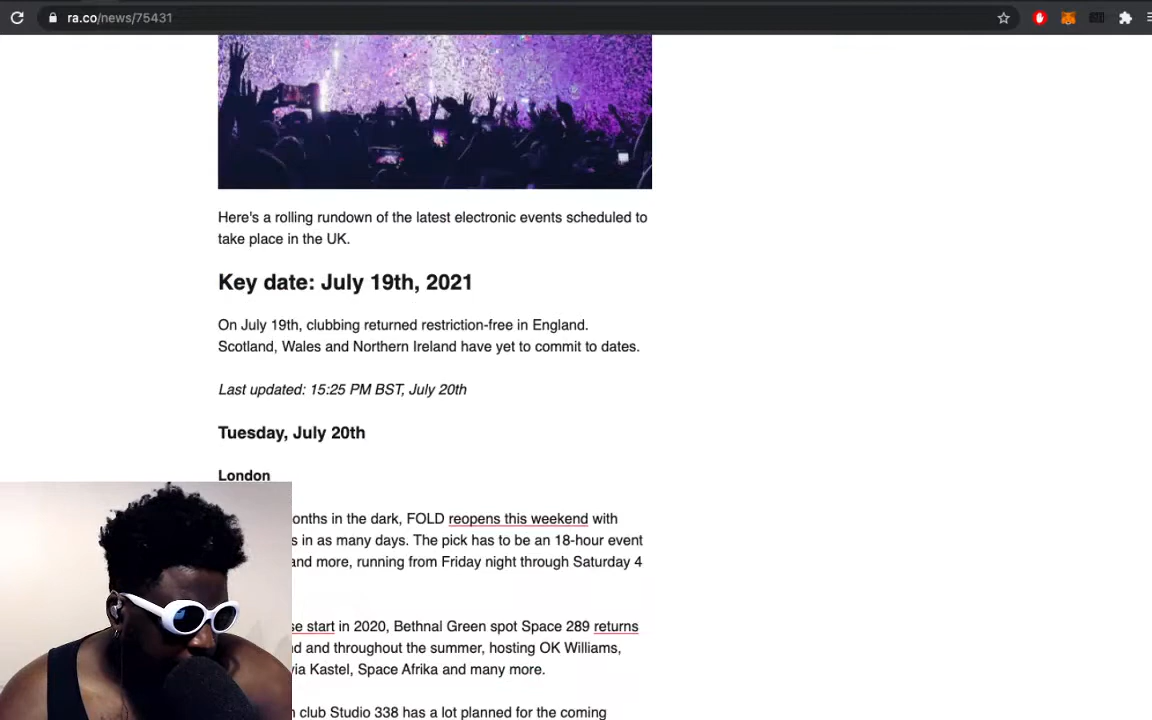 ra.co/news/75431
Here's a rolling rundown of the latest electronic events scheduled to
take place in the UK.
Key date: July 19th, 2021
On July 19th, clubbing returned restriction-free in England.
Scotland, Wales and Northern Ireland have yet to commit to dates.
Last updated: 15:25 PM BST, July 20th
Tuesday, July 20th
London
in the dark, FOLD reopens this weekend with
in as many days. The pick has to be an 18-hour event
and more, running from Friday night through Saturday 4
start in 2020, Bethnal Green spot Space 289 returns
and throughout the summer, hosting OK Williams,
Kastel, Space Afrika and many more.
club Studio 338 has a lot planned for the coming